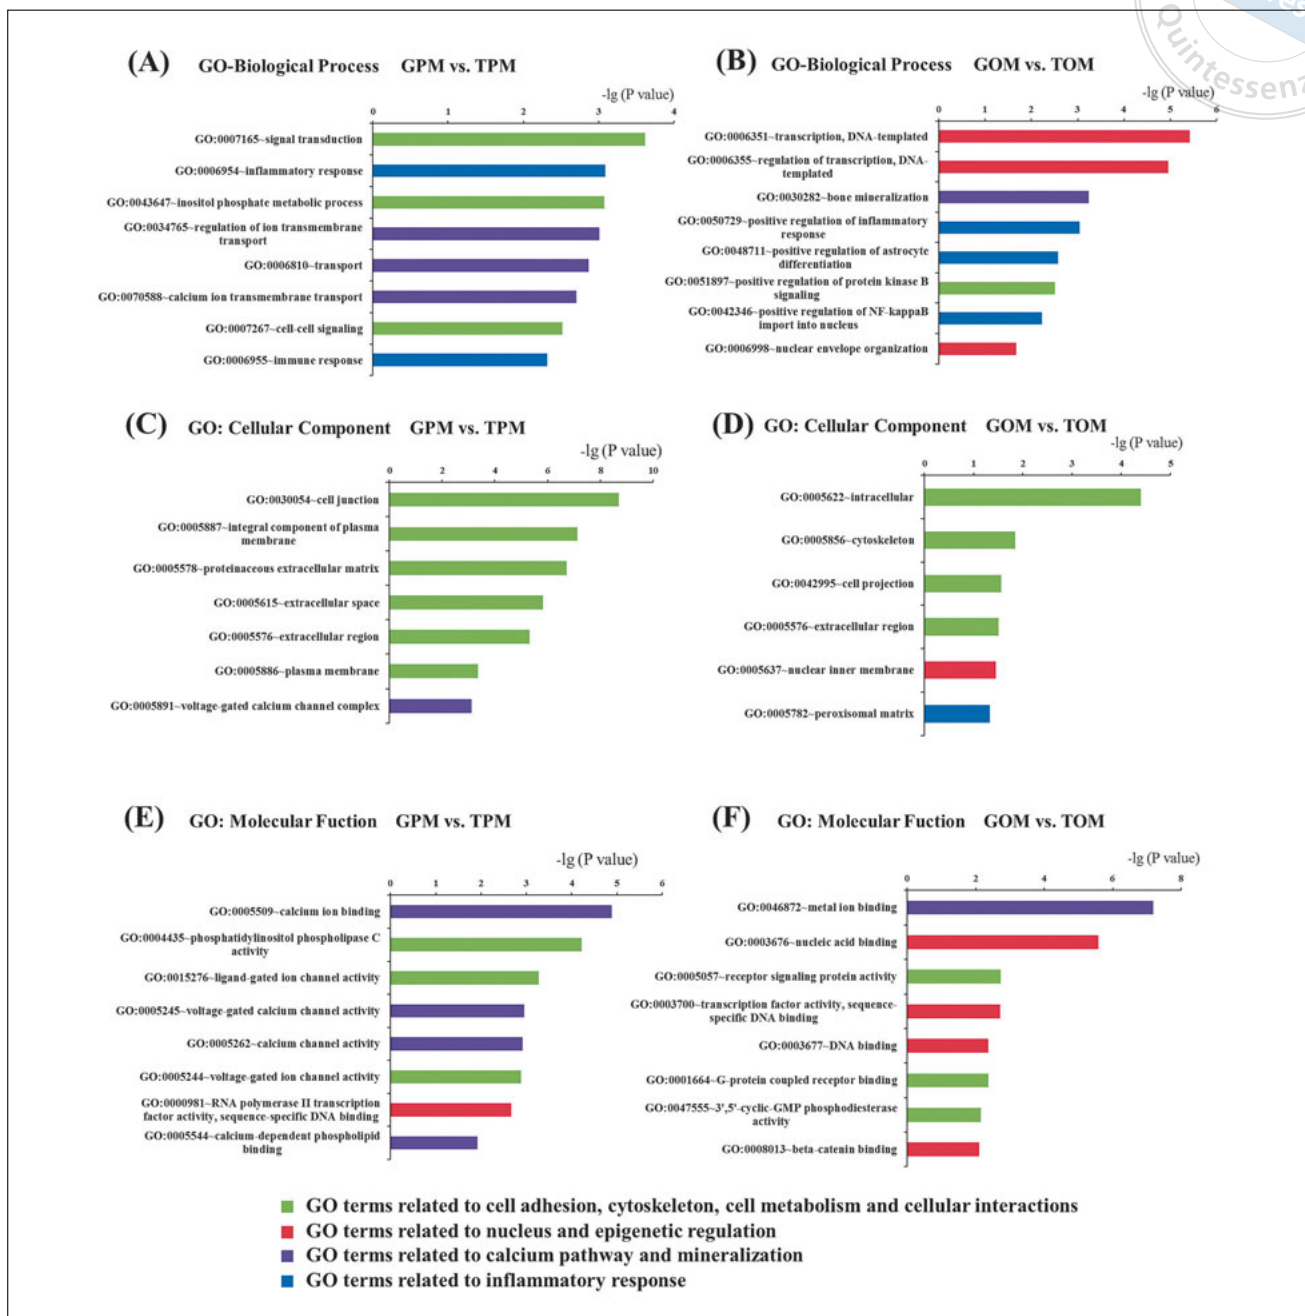 Quintessenz
(A) GO-Biological Process GPM vs. TPM
-lg (P value)
0 1 2 3 4
GO:0007165~signal transduction
GO:0006954~inflammatory response
GO:0043647~inositol phosphate metabolic process
GO:0034765~regulation of ion transmembrane
transport
GO:0006810~transport
GO:0070588~calcium ion transmembrane transport
GO:0007267~cell-cell signaling
GO:0006955~immune response
(B) GO-Biological Process GOM vs. TOM
-lg (P value)
0 1 2 3 4 5 6
GO:0006351~transcription, DNA-templated
GO:0006355~regulation of transcription, DNA-
templated
GO:0030282~bone mineralization
GO:0050729~positive regulation of inflammatory
response
GO:0048711~positive regulation of astrocyte
differentiation
GO:0051897~positive regulation of protein kinase B
signaling
GO:0042346~positive regulation of NF-kappaB
import into nucleus
GO:0006998~nuclear envelope organization
(C) GO: Cellular Component GPM vs. TPM
-lg (P value)
0 2 4 6 8 10
GO:0030054~cell junction
GO:0005887~integral component of plasma
membrane
GO:0005578~proteinaceous extracellular matrix
GO:0005615~extracellular space
GO:0005576~extracellular region
GO:0005886~plasma membrane
GO:0005891~voltage-gated calcium channel complex
(D) GO: Cellular Component GOM vs. TOM
-lg (P value)
0 1 2 3 4 5
GO:0005622~intracellular
GO:0005856~cytoskeleton
GO:0042995~cell projection
GO:0005576~extracellular region
GO:0005637~nuclear inner membrane
GO:0005782~peroxisomal matrix
(E) GO: Molecular Fuction GPM vs. TPM
-lg (P value)
0 1 2 3 4 5 6
GO:0005509~calcium ion binding
GO:0004435~phosphatidylinositol phospholipase C
activity
GO:0015276~ligand-gated ion channel activity
GO:0005245~voltage-gated calcium channel activity
GO:0005262~calcium channel activity
GO:0005244~voltage-gated ion channel activity
GO:0000981~RNA polymerase II transcription
factor activity, sequence-specific DNA binding
GO:0005544~calcium-dependent phospholipid
binding
(F) GO: Molecular Fuction GOM vs. TOM
-lg (P value)
0 2 4 6 8
GO:0046872~metal ion binding
GO:0003676~nucleic acid binding
GO:0005057~receptor signaling protein activity
GO:0003700~transcription factor activity, sequence-
specific DNA binding
GO:0003677~DNA binding
GO:0001664~G-protein coupled receptor binding
GO:0047555~3',5'-cyclic-GMP phosphodiesterase
activity
GO:0008013~beta-catenin binding
GO terms related to cell adhesion, cytoskeleton, cell metabolism and cellular interactions
GO terms related to nucleus and epigenetic regulation
GO terms related to calcium pathway and mineralization
GO terms related to inflammatory response